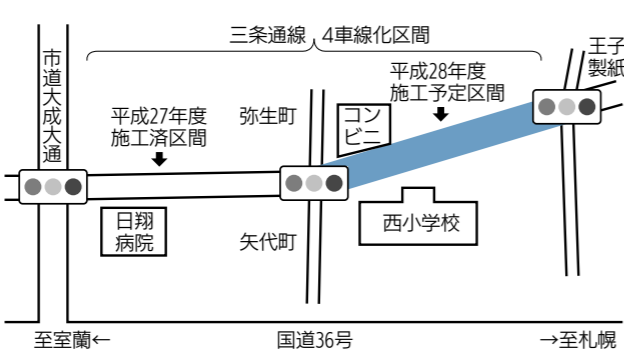 三条通線 4車線化区間
王子
製紙
市道大成大通
平成28年度
施工予定区間
平成27年度
施工済区間
弥生町
コン
ビニ
日翔
病院
矢代町
西小学校
至室蘭←
国道36号
→至札幌